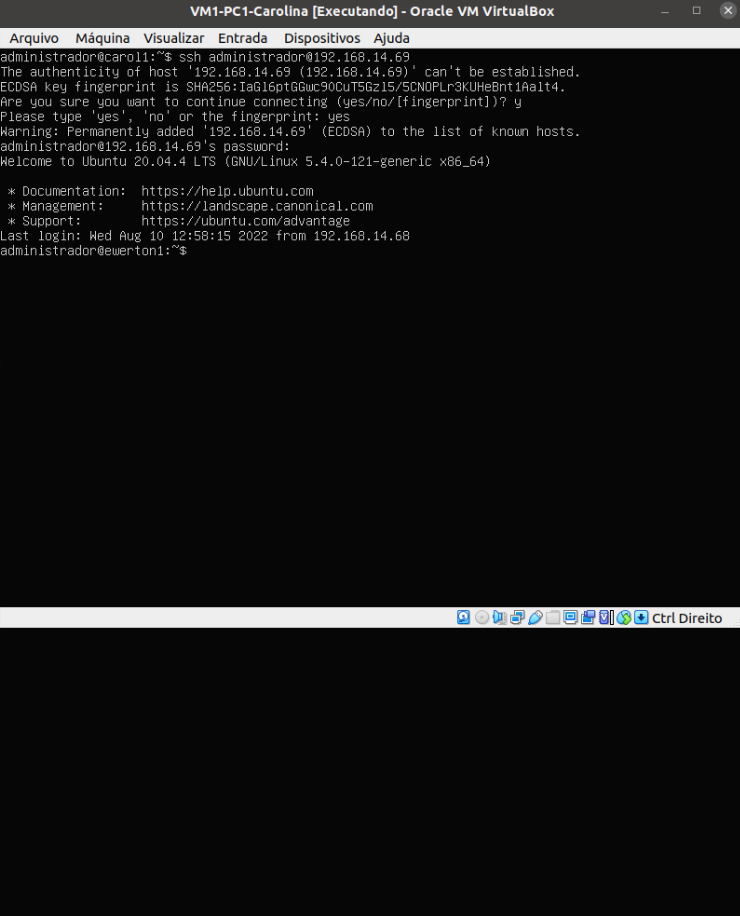 VM1-PC1-Carolina [Executando] - Oracle VM VirtualBox
Arquivo Máquina Visualizar Entrada Dispositivos Ajuda
administrador@carol1:~$ ssh administrador@192.168.14.69
The authenticity of host '192.168.14.69 (192.168.14.69)' can't be established.
ECDSA key fingerprint is SHA256:IaGl6ptGGwc90CuT5Gzl5/5CNOPLr3KUHeBnt1Aalt4.
Are you sure you want to continue connecting (yes/no/[fingerprint])? y
Please type 'yes', 'no' or the fingerprint: yes
Warning: Permanently added '192.168.14.69' (ECDSA) to the list of known hosts.
administrador@192.168.14.69's password:
Welcome to Ubuntu 20.04.4 LTS (GNU/Linux 5.4.0-121-generic x86_64)
* Documentation: https://help.ubuntu.com
* Management: https://landscape.canonical.com
* Support: https://ubuntu.com/advantage
Last login: Wed Aug 10 12:58:15 2022 from 192.168.14.68
administrador@ewerton1:~$
Ctrl Direito